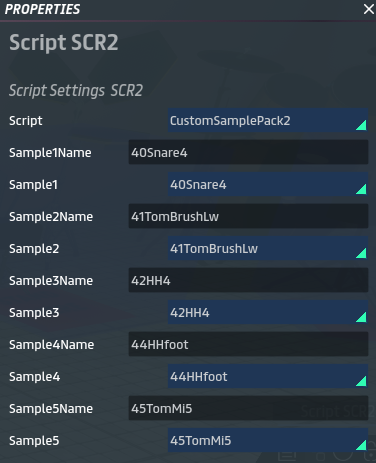 PROPERTIES
Script SCR2
Script Settings SCR2
Script CustomSamplePack2
Sample1Name 40Snare4
Sample1 40Snare4
Sample2Name 41TomBrushLw
Sample2 41TomBrushLw
Sample3Name 42HH4
Sample3 42HH4
Sample4Name 44HHfoot
Sample4 44HHfoot
Sample5Name 45TomMi5
Sample5 45TomMi5